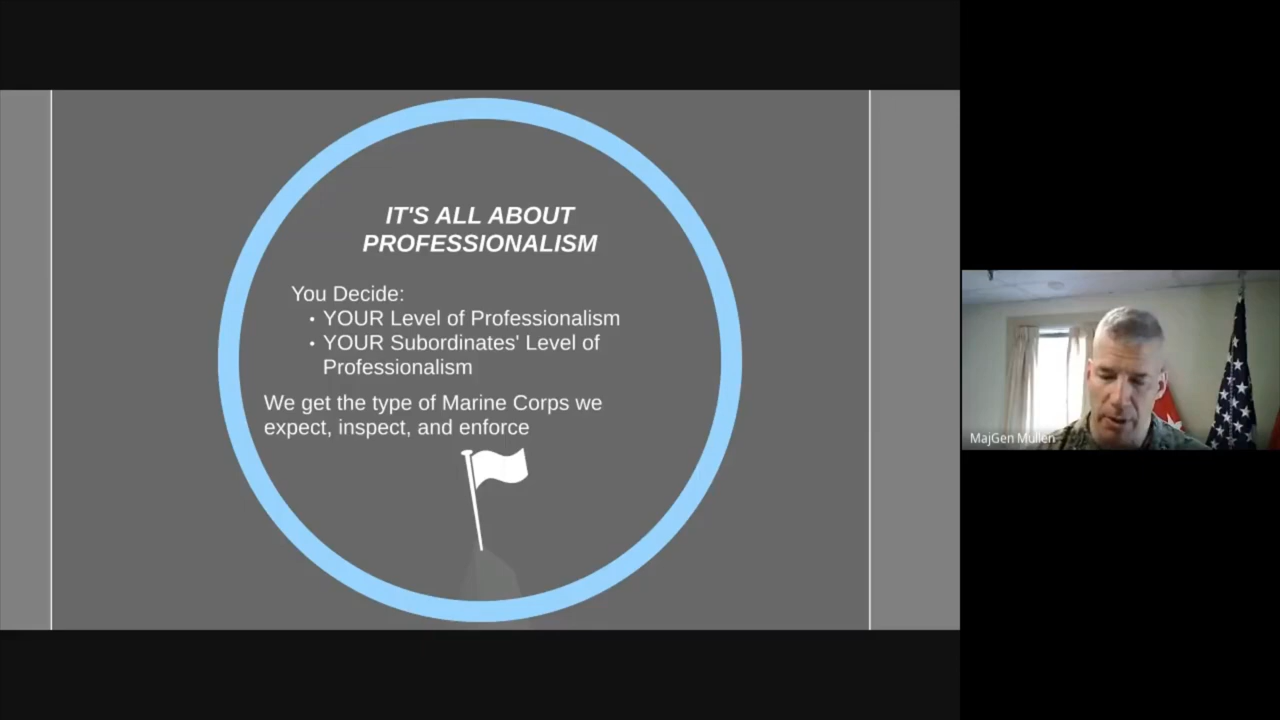 IT'S ALL ABOUT
PROFESSIONALISM
You Decide:
• YOUR Level of Professionalism
• YOUR Subordinates' Level of
Professionalism
We get the type of Marine Corps we
expect, inspect, and enforce
MajGen Mullen